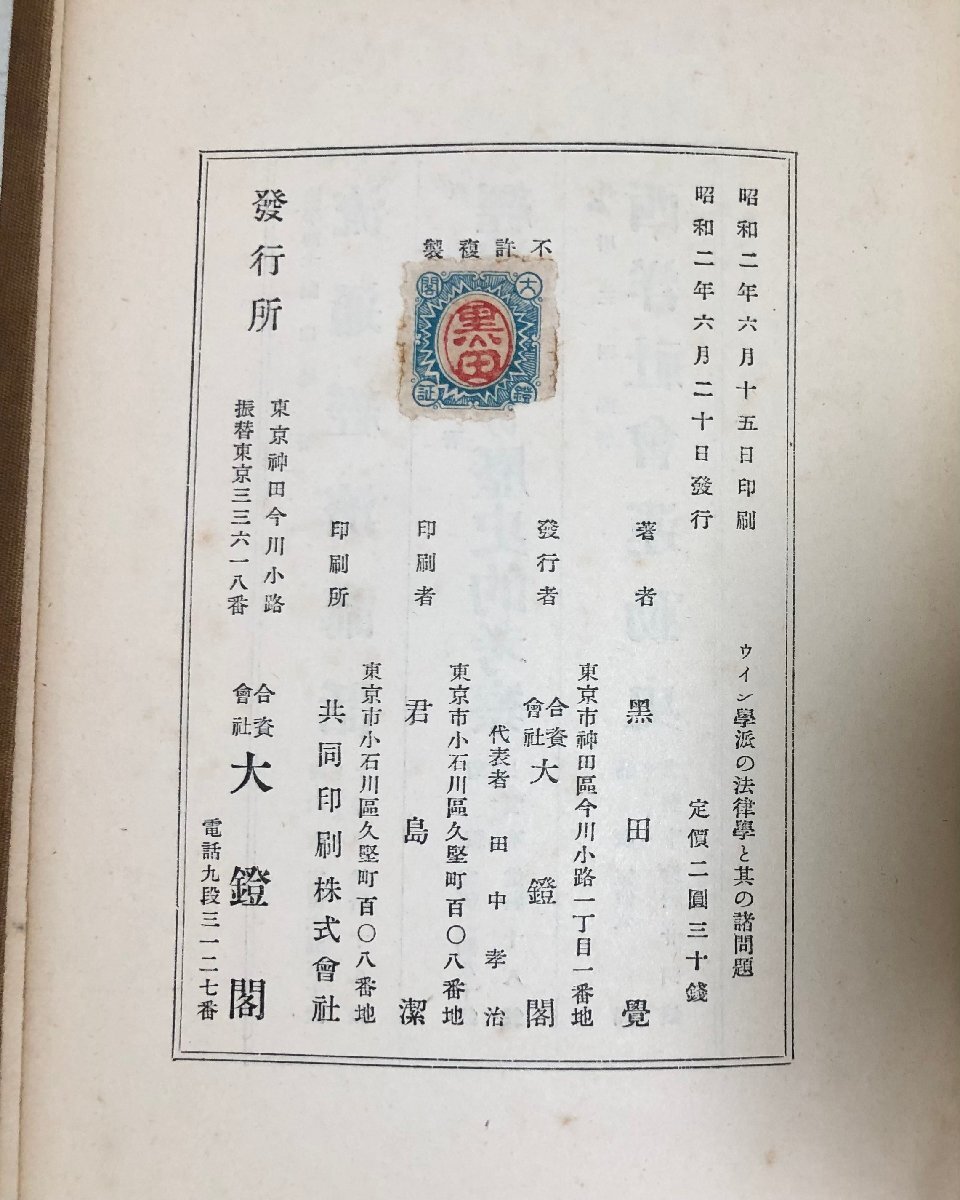 昭和二年六月十五日印刷
ウイン學派の法律學と其の諸問題
昭和二年六月二十日發行
定價二圓三十錢
不許複製
大鐙閣証
黒田
著者
黑田覺
東京市神田區今川小路一丁目一番地
發行者
合資會社大鐙閣
代表者田中孝治
東京市小石川區久堅町百〇八番地
印刷者
君島潔
東京市小石川區久堅町百〇八番地
印刷所
共同印刷株式會社
發行所
東京神田今川小路
振替東京三三六一八番
合資會社大鐙閣
電話九段三一二七番